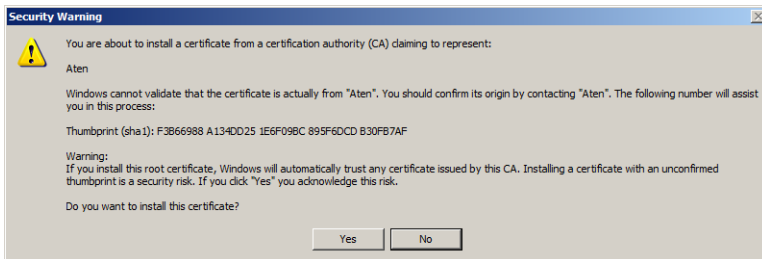 Security Warning
You are about to install a certificate from a certification authority (CA) claiming to represent:
Aten
Windows cannot validate that the certificate is actually from "Aten". You should confirm its origin by contacting "Aten". The following number will assist
you in this process:
Thumbprint (sha1): F3B66988 A134DD25 1E6F09BC 895F6DCD B30FB7AF
Warning:
If you install this root certificate, Windows will automatically trust any certificate issued by this CA. Installing a certificate with an unconfirmed
thumbprint is a security risk. If you click "Yes" you acknowledge this risk.
Do you want to install this certificate?
Yes
No